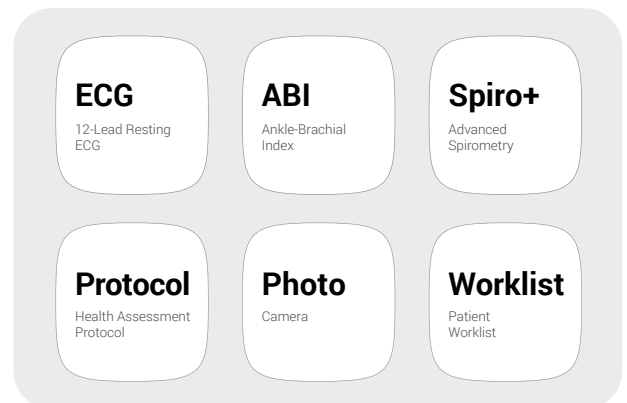 ECG
12-Lead Resting
ECG
ABI
Ankle-Brachial
Index
Spiro+
Advanced
Spirometry
Protocol
Health Assessment
Protocol
Photo
Camera
Worklist
Patient
Worklist